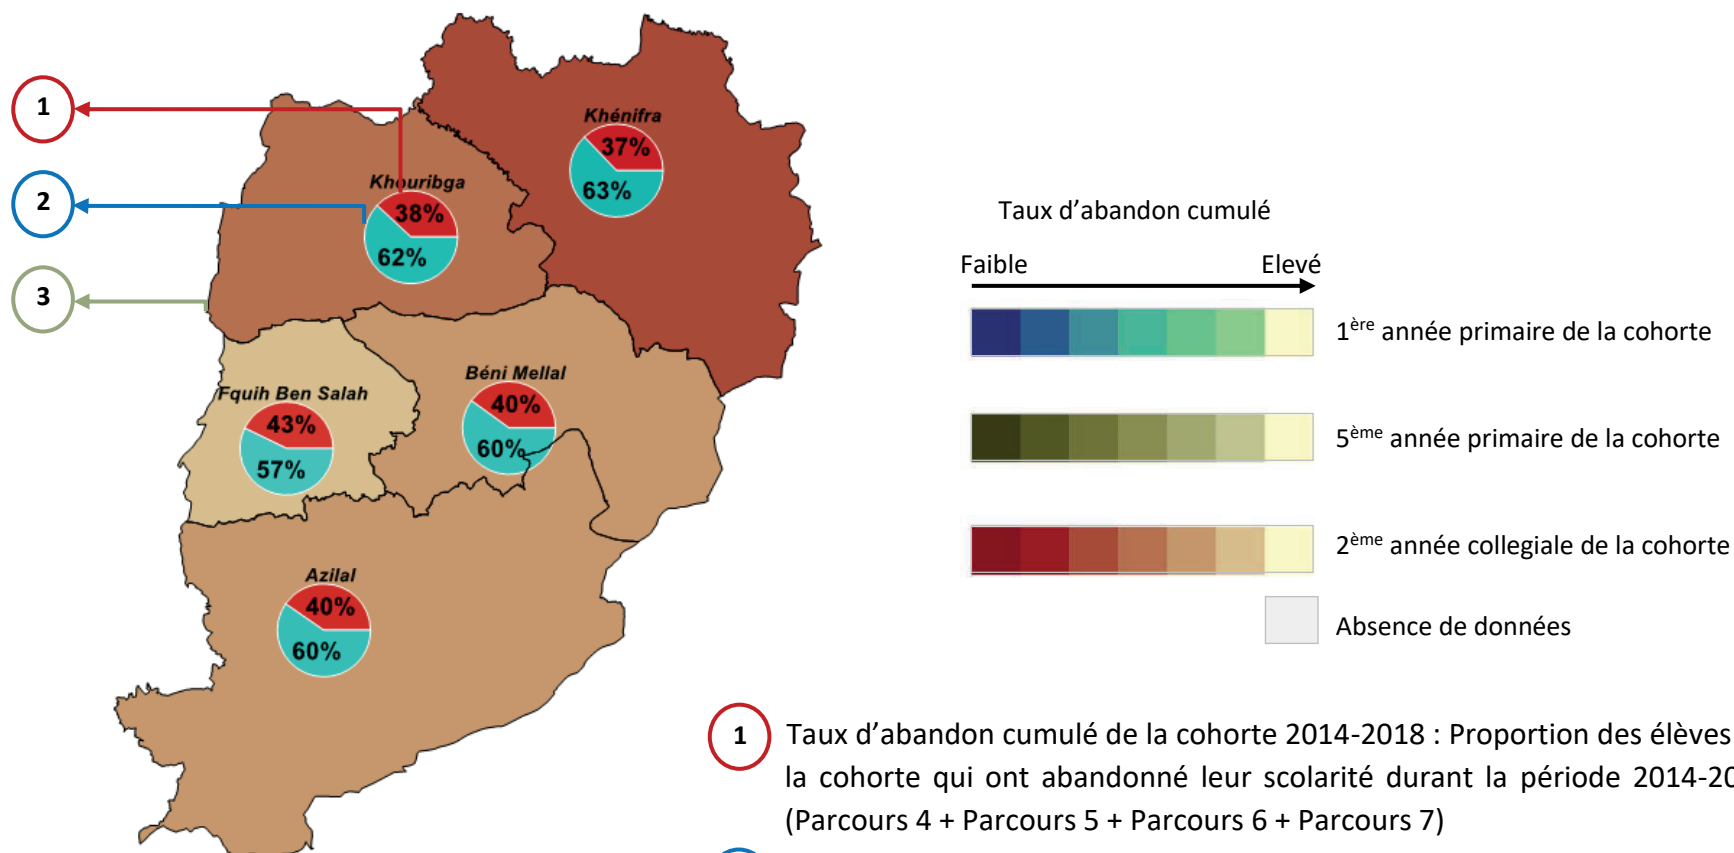 1
2
3
Khénifra
37%
63%
Khouribga
38%
62%
Fquih Ben Salah
43%
57%
Béni Mellal
40%
60%
Azilal
40%
60%
Taux d’abandon cumulé
Faible Elevé
1ère année primaire de la cohorte
5ème année primaire de la cohorte
2ème année collegiale de la cohorte
Absence de données
1 Taux d’abandon cumulé de la cohorte 2014-2018 : Proportion des élèves
la cohorte qui ont abandonné leur scolarité durant la période 2014-20
(Parcours 4 + Parcours 5 + Parcours 6 + Parcours 7)